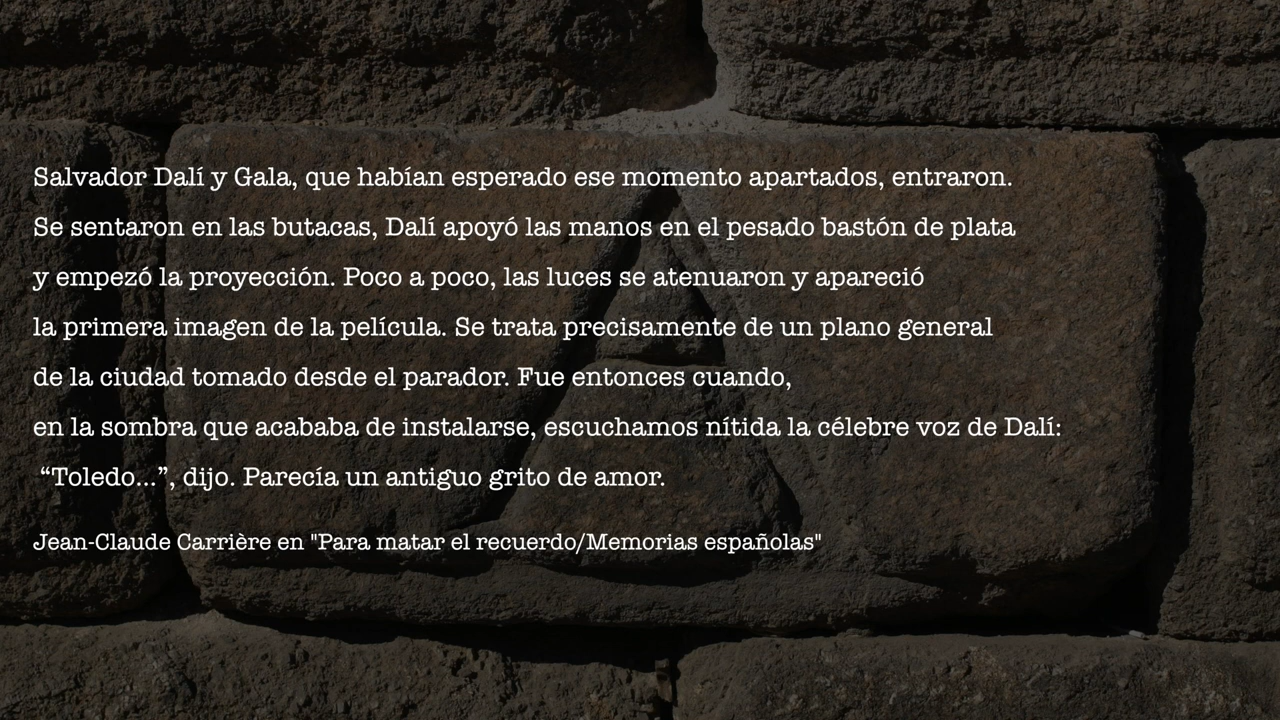 Salvador Dalí y Gala, que habían esperado ese momento apartados, entraron.
Se sentaron en las butacas, Dalí apoyó las manos en el pesado bastón de plata
y empezó la proyección. Poco a poco, las luces se atenuaron y apareció
la primera imagen de la película. Se trata precisamente de un plano general
de la ciudad tomado desde el parador. Fue entonces cuando,
en la sombra que acababa de instalarse, escuchamos nítida la célebre voz de Dalí:
“Toledo...”, dijo. Parecía un antiguo grito de amor.
Jean-Claude Carrière en "Para matar el recuerdo/Memorias españolas"